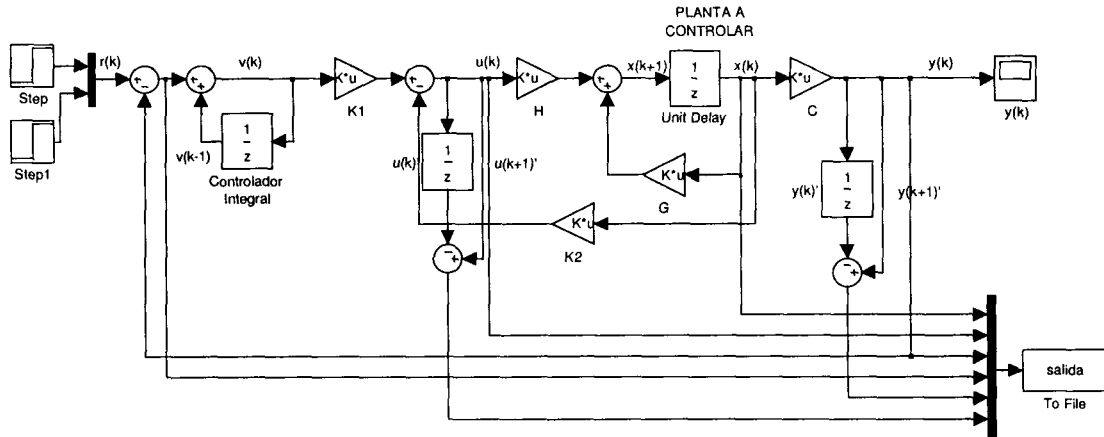 PLANTA A
CONTROLAR
Step
r(k)
v(k)
K*u
K1
u(k)
K*u
H
x(k+1)
1
z
Unit Delay
x(k)
K*u
C
y(k)
y(k)
Step1
v(k-1)
1
z
Controlador
Integral
u(k)'
1
z
u(k+1)'
K*u
G
K*u
K2
y(k)'
1
z
y(k+1)'
salida
To File